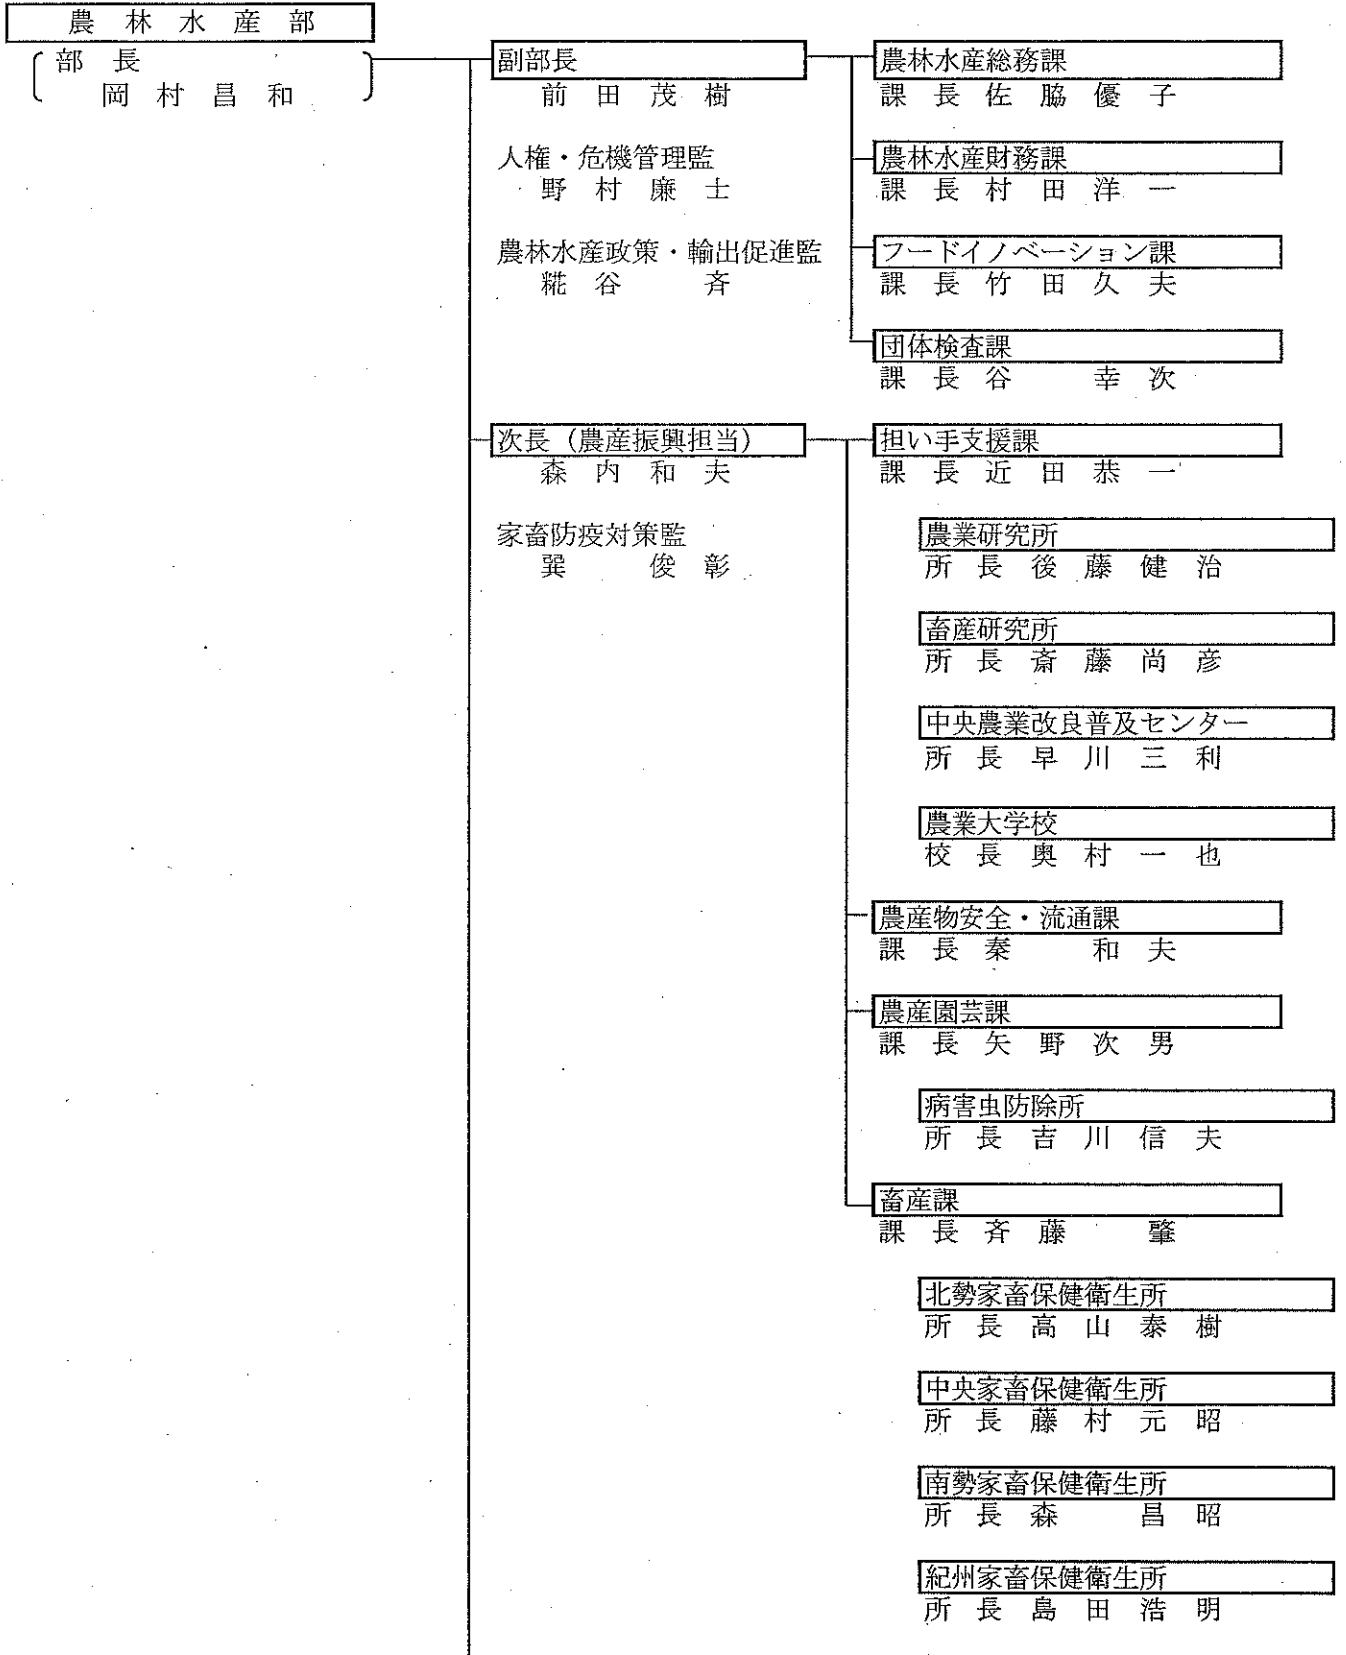 農林水産部
部長
岡村昌和
副部長
前田茂樹
人権・危機管理監
野村廉士
農林水産政策・輸出促進監
糀谷 斉
農林水産総務課
課長佐脇優子
農林水産財務課
課長村田洋一
フードイノベーション課
課長竹田久夫
団体検査課
課長谷 幸次
次長（農産振興担当）
森内和夫
家畜防疫対策監
巽 俊彰
担い手支援課
課長近田恭一
農業研究所
所長後藤健治
畜産研究所
所長斎藤尚彦
中央農業改良普及センター
所長早川三利
農業大学校
校長奥村一也
農産物安全・流通課
課長秦 和夫
農産園芸課
課長矢野次男
病害虫防除所
所長吉川信夫
畜産課
課長斉藤 肇
北勢家畜保健衛生所
所長高山泰樹
中央家畜保健衛生所
所長藤村元昭
南勢家畜保健衛生所
所長森 昌昭
紀州家畜保健衛生所
所長島田浩明